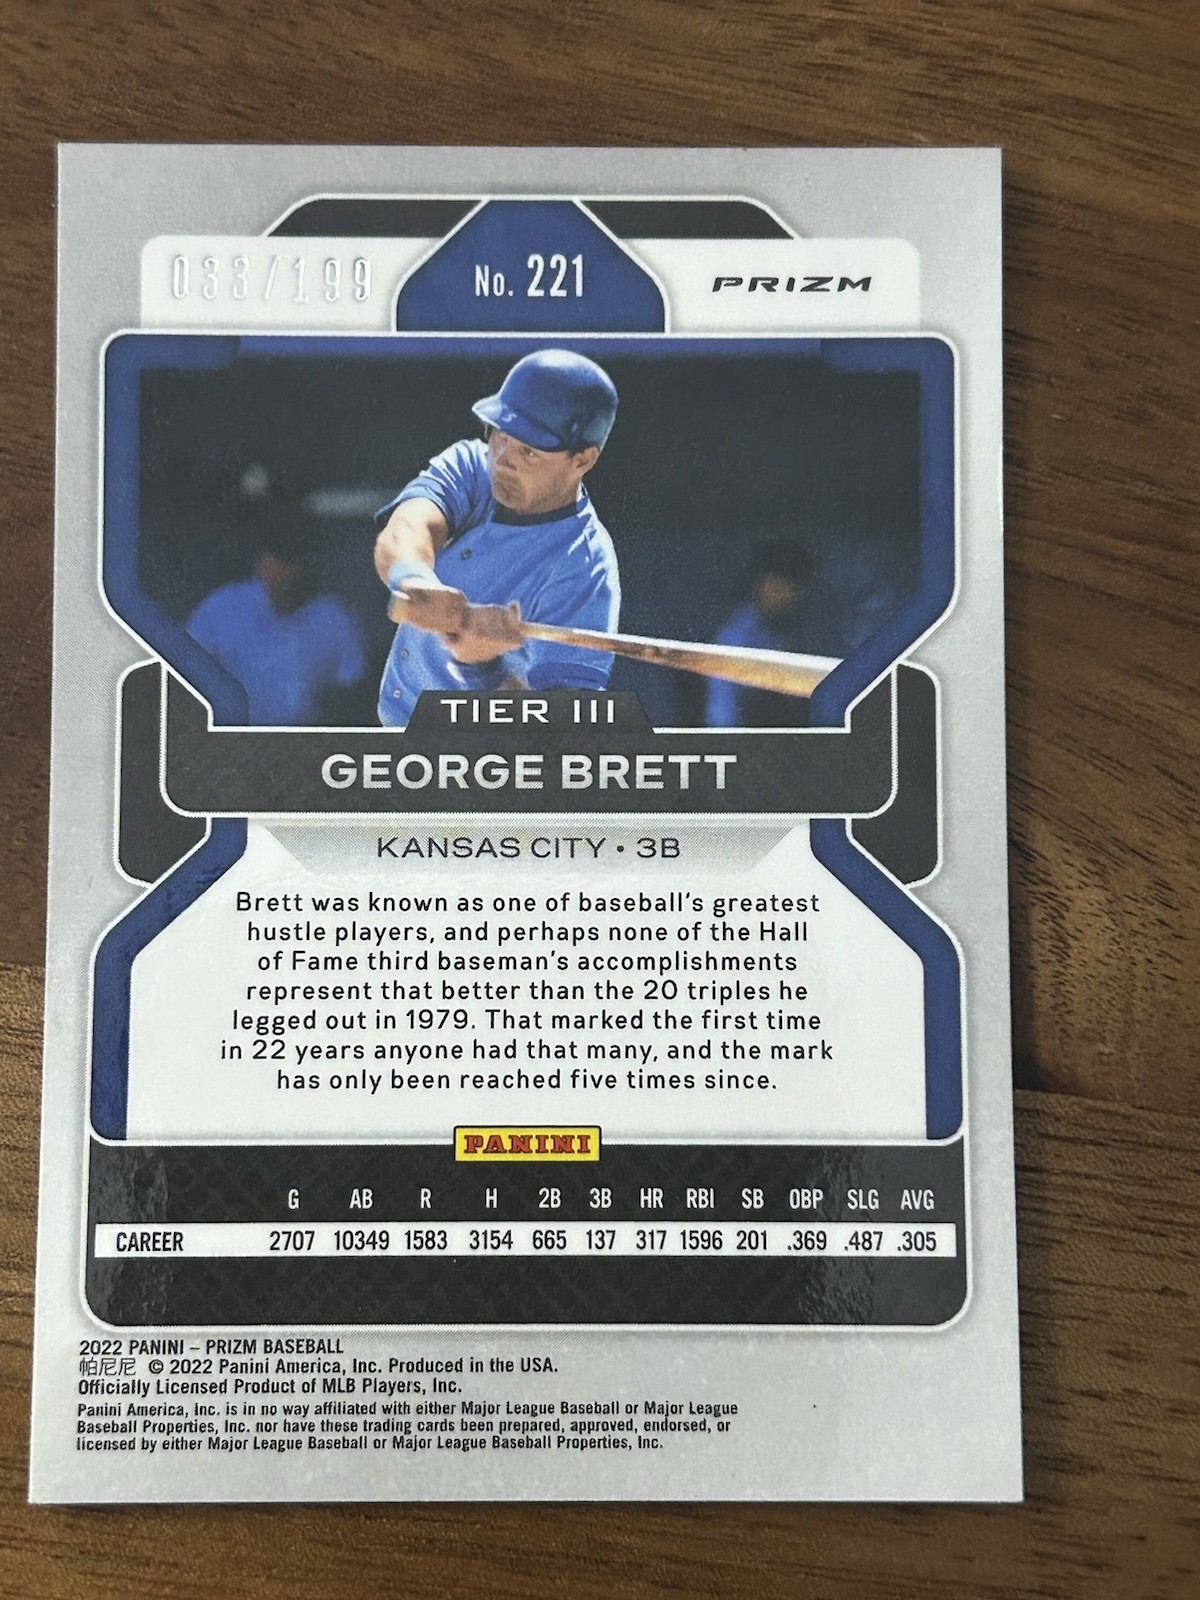 033/199
No. 221
PRIZM
TIER III
GEORGE BRETT
KANSAS CITY • 3B
Brett was known as one of baseball's greatest
hustle players, and perhaps none of the Hall
of Fame third baseman's accomplishments
represent that better than the 20 triples he
legged out in 1979. That marked the first time
in 22 years anyone had that many, and the mark
has only been reached five times since.
PANINI
G AB R H 2B 3B HR RBI SB OBP SLG AVG
CAREER 2707 10349 1583 3154 665 137 317 1596 201 .369 .487 .305
2022 PANINI – PRIZM BASEBALL
帕尼尼 © 2022 Panini America, Inc. Produced in the USA.
Officially Licensed Product of MLB Players, Inc.
Panini America, Inc. is in no way affiliated with either Major League Baseball or Major League
Baseball Properties, Inc. nor have these trading cards been prepared, approved, endorsed, or
licensed by either Major League Baseball or Major League Baseball Properties, Inc.